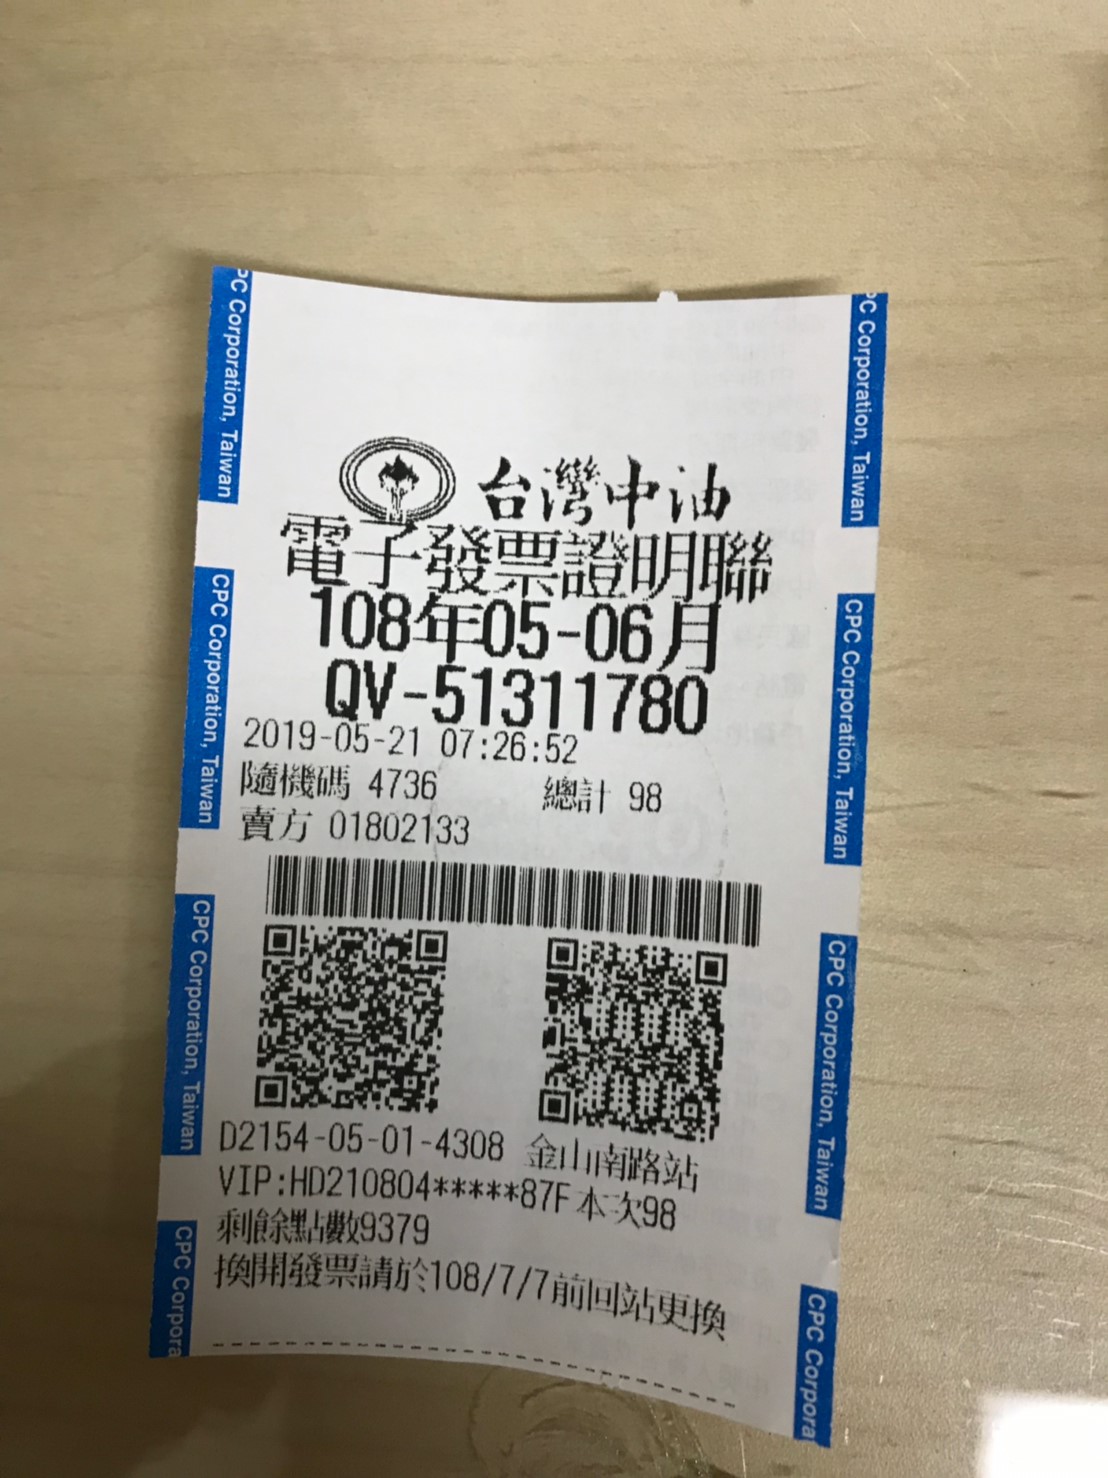 台灣中油
電子發票證明聯
108年05-06月
QV-51311780
2019-05-21 07:26:52
隨機碼 4736 總計 98
賣方 01802133
D2154-05-01-4308 金山南路站
VIP:HD210804*****87F本次98
剩餘點數9379
換開發票請於108/7/7前回站更換
PC Corporation, Taiwan
CPC Corporation, Taiwan
CPC Corporation, Taiwan
CPC Corpora
PC Corporation, Taiwan
CPC Corporation, Taiwan
CPC Corporation, Taiwan
CPC Corpora